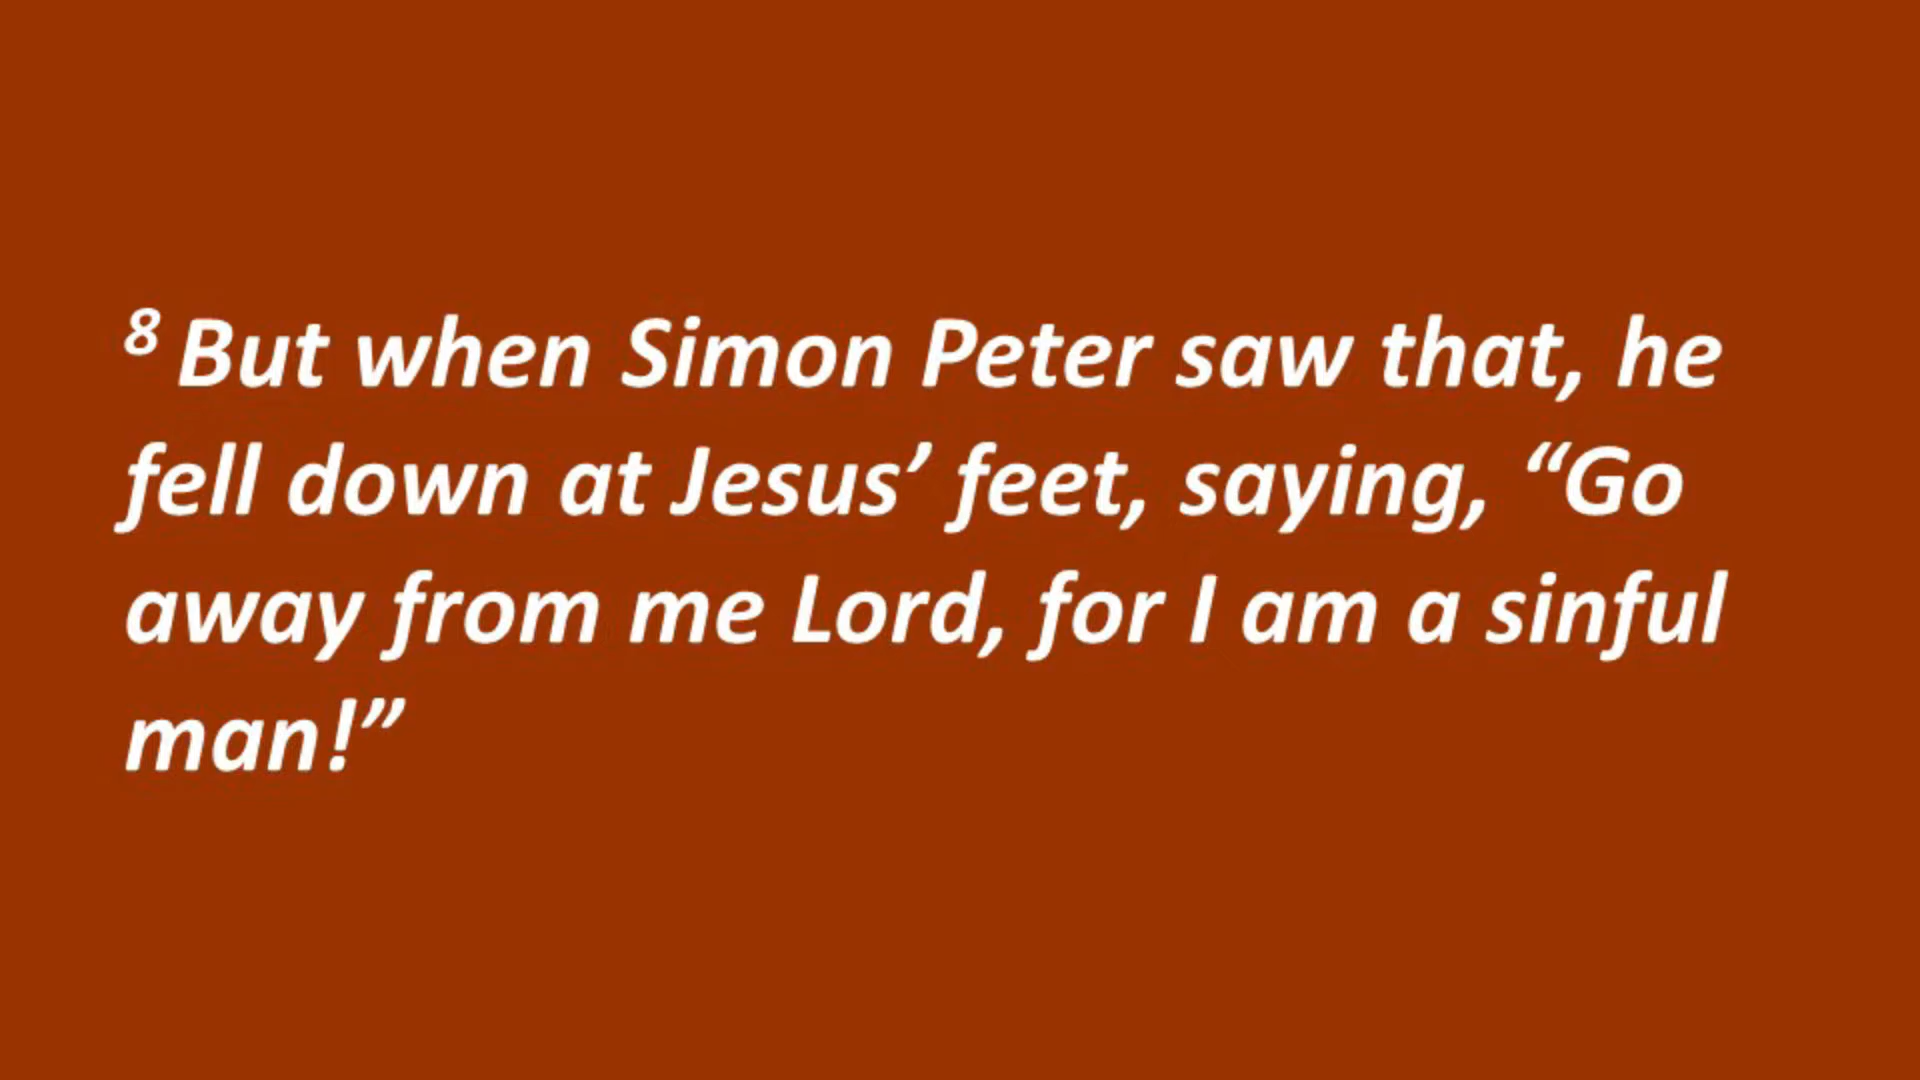 8 But when Simon Peter saw that, he
fell down at Jesus’ feet, saying, “Go
away from me Lord, for I am a sinful
man!”